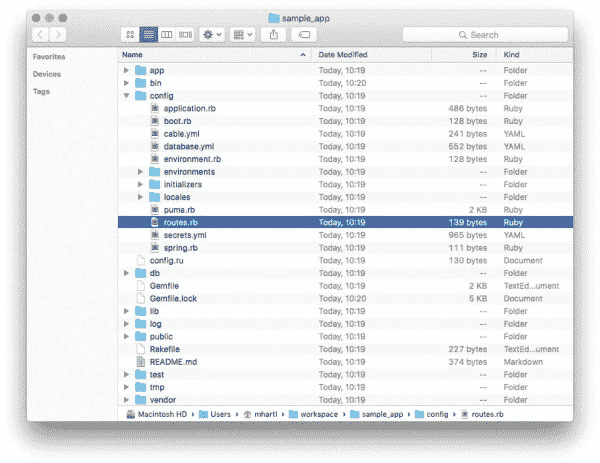 sample_app
Search
Favorites
Devices
Tags
Name Date Modified Size Kind
app Today, 10:19 -- Folder
bin Today, 10:20 -- Folder
config Today, 10:19 -- Folder
application.rb Today, 10:19 486 bytes Ruby
boot.rb Today, 10:19 128 bytes Ruby
cable.yml Today, 10:19 241 bytes YAML
database.yml Today, 10:19 552 bytes YAML
environment.rb Today, 10:19 128 bytes Ruby
environments Today, 10:19 -- Folder
initializers Today, 10:19 -- Folder
locales Today, 10:19 -- Folder
puma.rb Today, 10:19 2 KB Ruby
routes.rb Today, 10:19 139 bytes Ruby
secrets.yml Today, 10:19 965 bytes YAML
spring.rb Today, 10:19 111 bytes Ruby
config.ru Today, 10:19 130 bytes Document
db Today, 10:19 -- Folder
Gemfile Today, 10:19 2 KB TextEd...ument
Gemfile.lock Today, 10:20 5 KB Document
lib Today, 10:19 -- Folder
log Today, 10:19 -- Folder
public Today, 10:19 -- Folder
Rakefile Today, 10:19 227 bytes TextEd...ument
README.md Today, 10:19 374 bytes Markdown
test Today, 10:19 -- Folder
tmp Today, 10:19 -- Folder
vendor Today, 10:19 -- Folder
Macintosh HD Users mhartl workspace sample_app config routes.rb